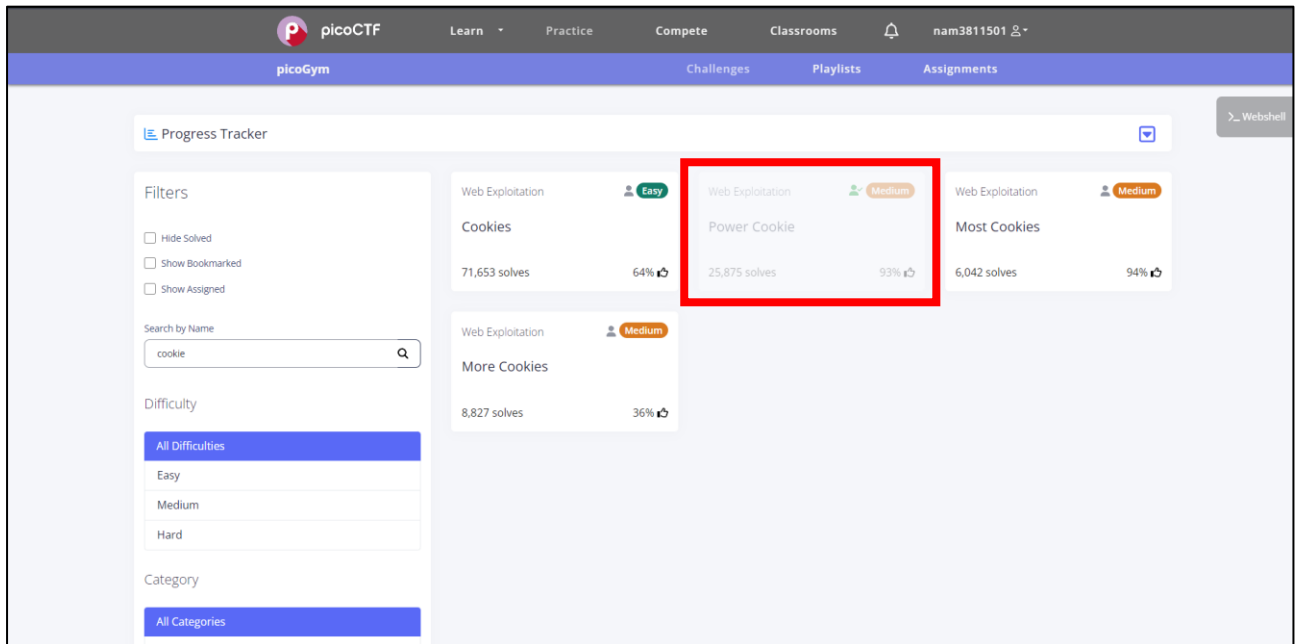 picoCTF Learn Practice Compete Classrooms nam3811501
picoGym Challenges Playlists Assignments
>_ Webshell
Progress Tracker
Filters
Hide Solved
Show Bookmarked
Show Assigned
Search by Name
cookie
Difficulty
All Difficulties
Easy
Medium
Hard
Category
All Categories
Web Exploitation Easy
Cookies
71,653 solves 64%
Web Exploitation Medium
Power Cookie
25,875 solves 93%
Web Exploitation Medium
Most Cookies
6,042 solves 94%
Web Exploitation Medium
More Cookies
8,827 solves 36%